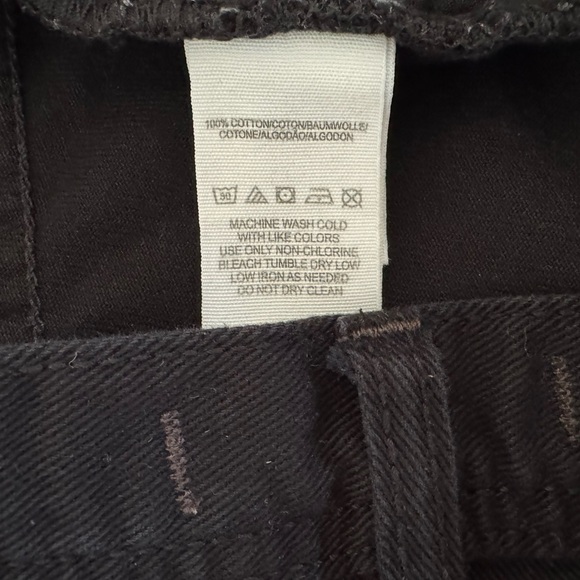 100% COTTON/COTON/BAUMWOLLE/
COTONE/ALGODÃO/ALGODON
30
MACHINE WASH COLD
WITH LIKE COLORS
USE ONLY NON-CHLORINE
BLEACH TUMBLE DRY LOW
LOW IRON AS NEEDED
DO NOT DRY CLEAN